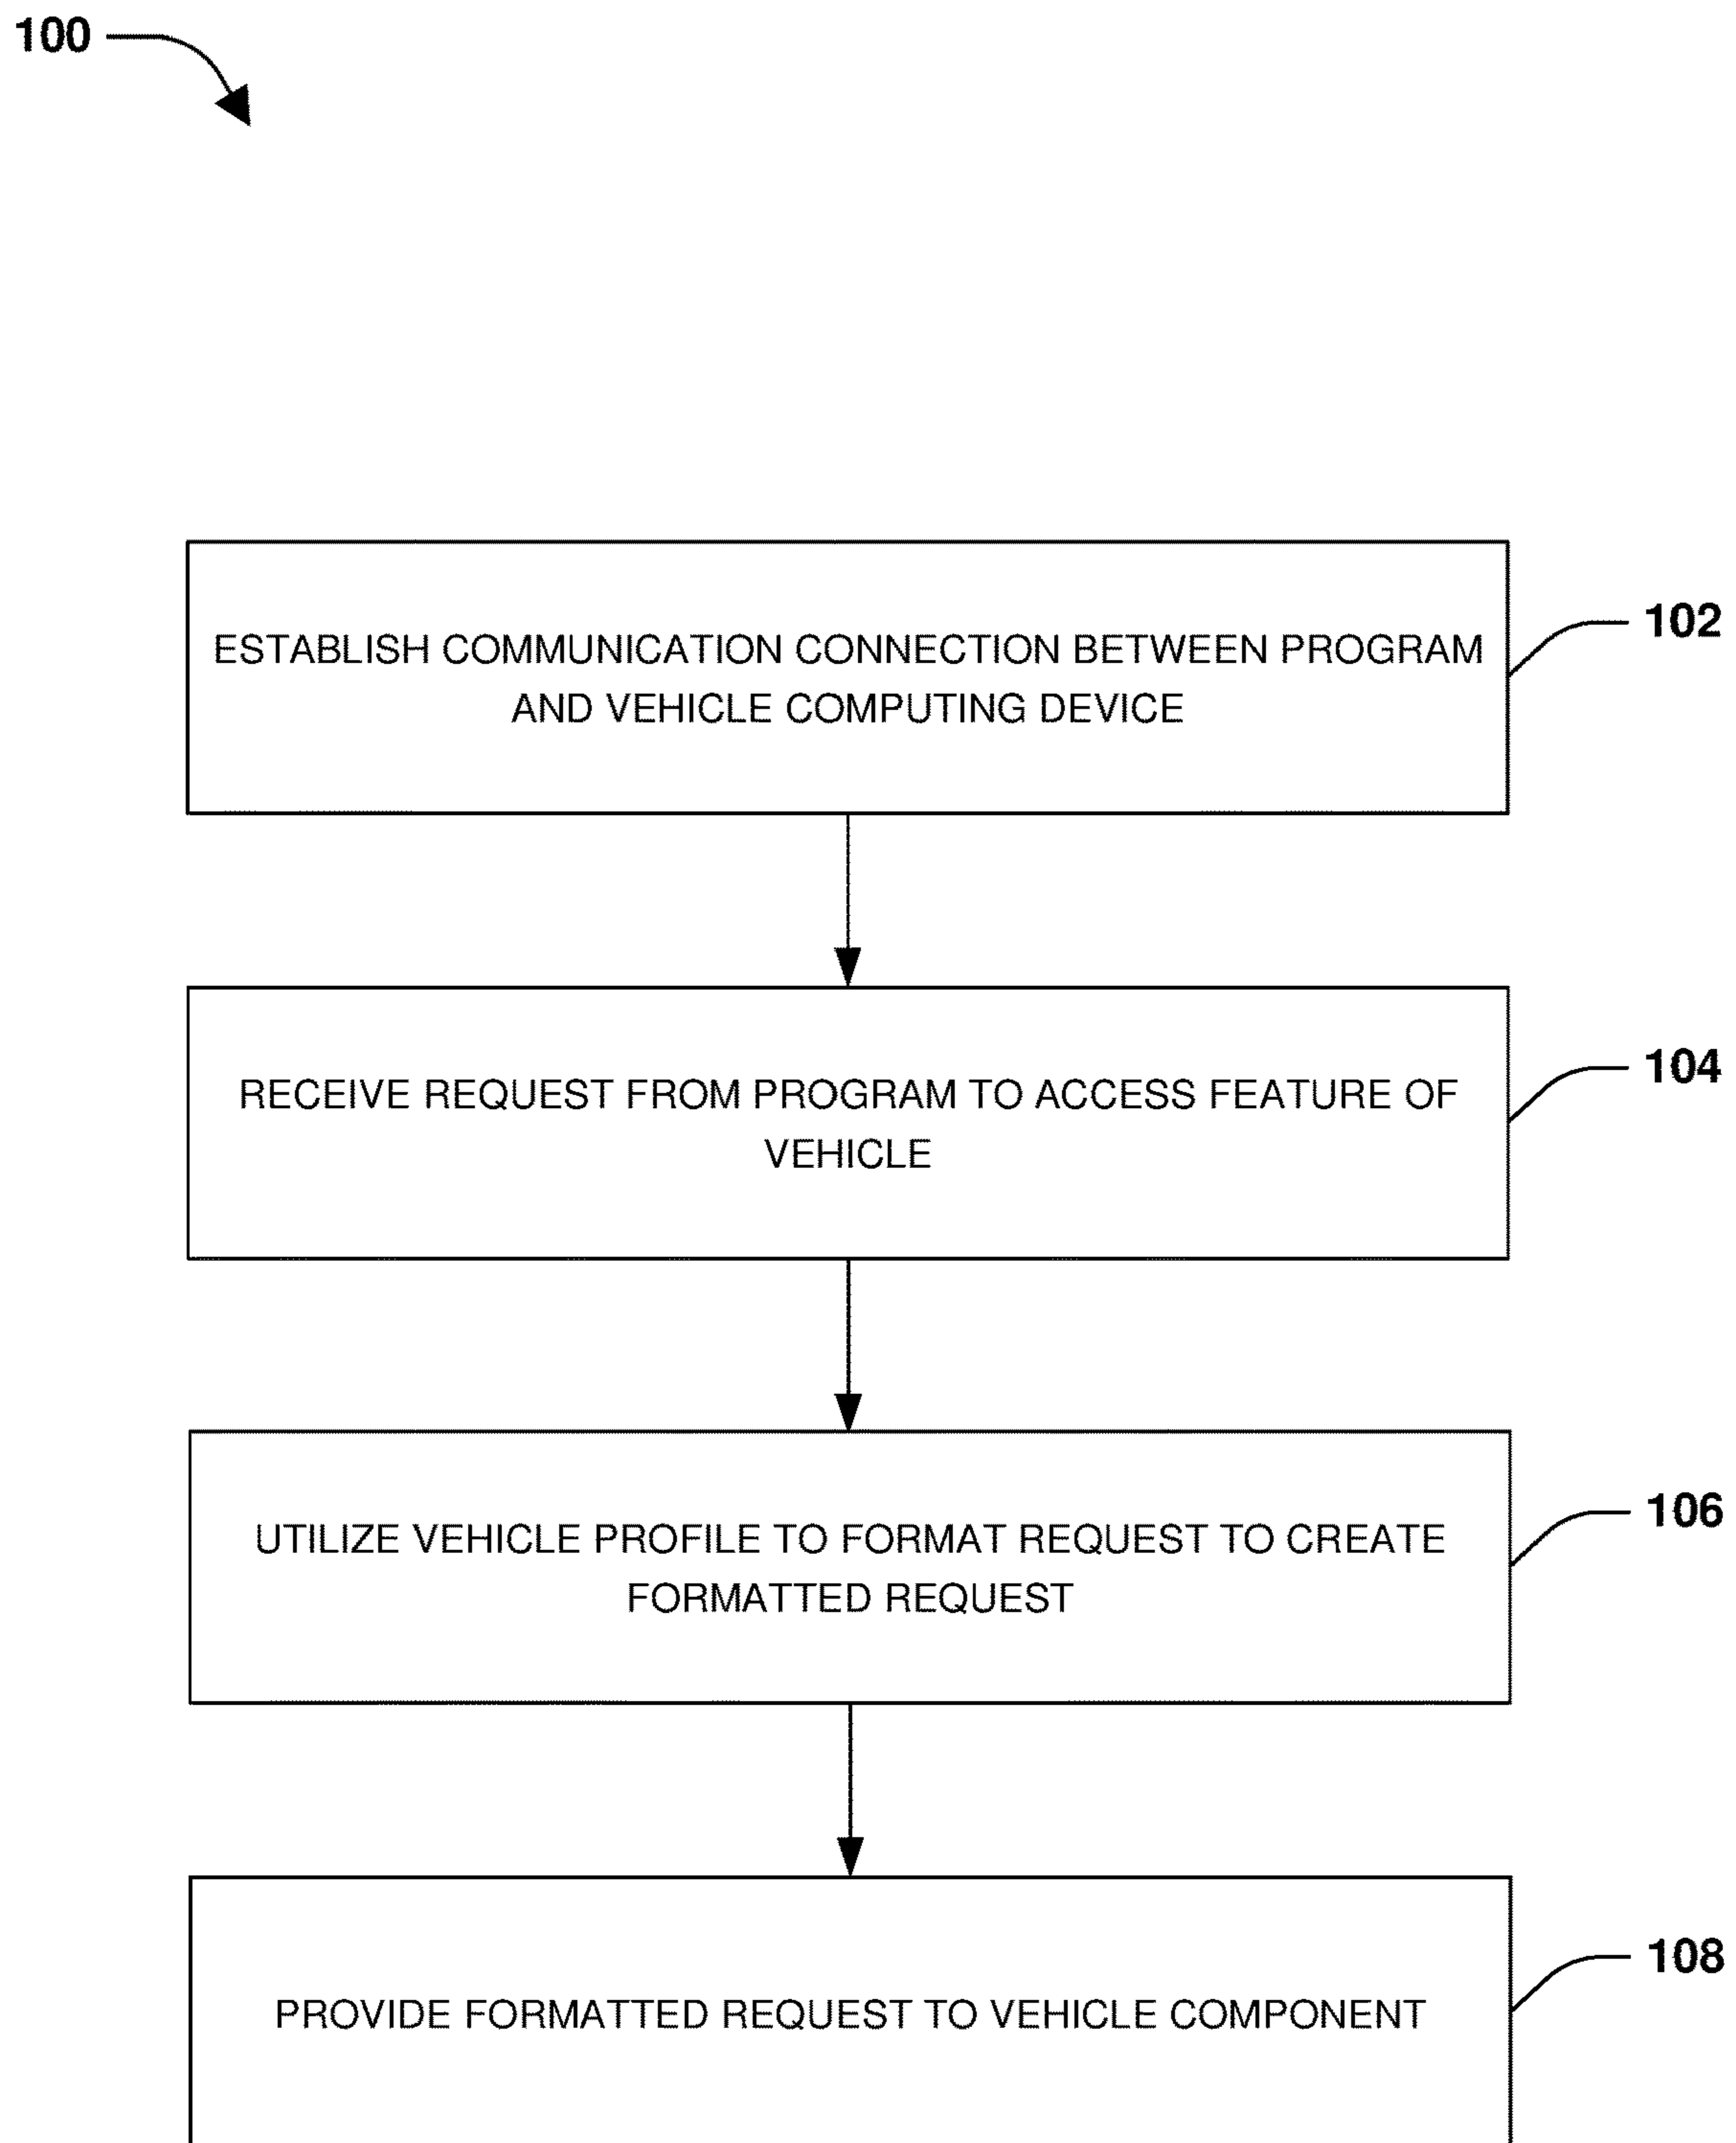 100
ESTABLISH COMMUNICATION CONNECTION BETWEEN PROGRAM
AND VEHICLE COMPUTING DEVICE
102
RECEIVE REQUEST FROM PROGRAM TO ACCESS FEATURE OF
VEHICLE
104
UTILIZE VEHICLE PROFILE TO FORMAT REQUEST TO CREATE
FORMATTED REQUEST
106
PROVIDE FORMATTED REQUEST TO VEHICLE COMPONENT
108